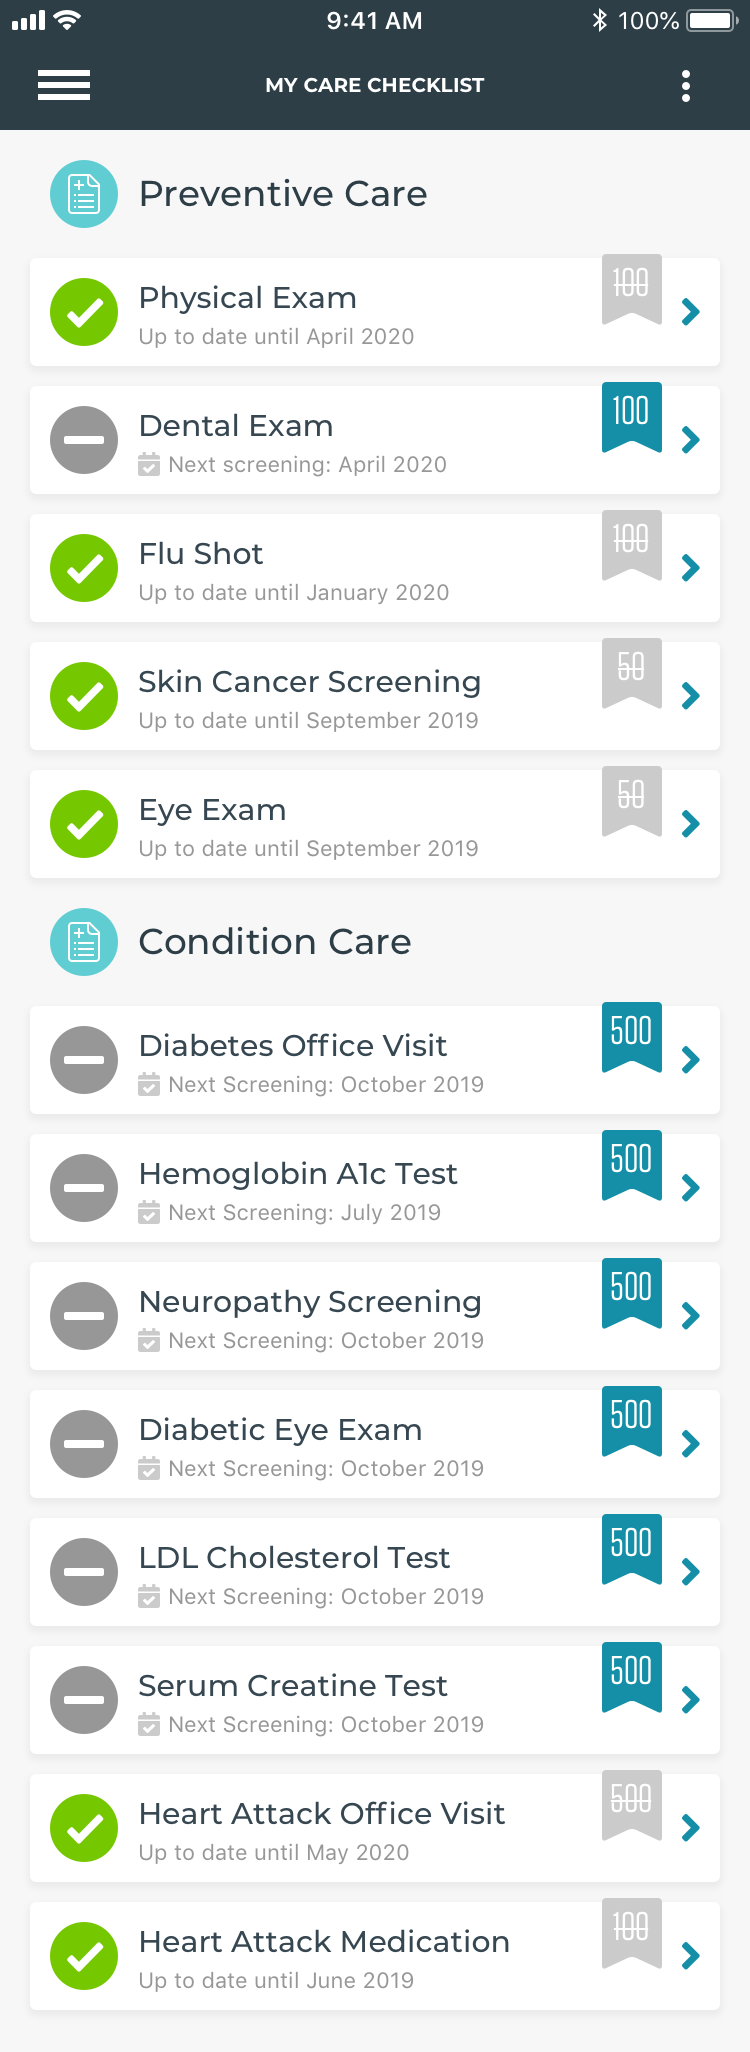 9:41 AM
100%
MY CARE CHECKLIST
Preventive Care
100
Physical Exam
Up to date until April 2020
100
Dental Exam
Next screening: April 2020
100
Flu Shot
Up to date until January 2020
50
Skin Cancer Screening
Up to date until September 2019
50
Eye Exam
Up to date until September 2019
Condition Care
500
Diabetes Office Visit
Next Screening: October 2019
500
Hemoglobin A1c Test
Next Screening: July 2019
500
Neuropathy Screening
Next Screening: October 2019
500
Diabetic Eye Exam
Next Screening: October 2019
500
LDL Cholesterol Test
Next Screening: October 2019
500
Serum Creatine Test
Next Screening: October 2019
500
Heart Attack Office Visit
Up to date until May 2020
100
Heart Attack Medication
Up to date until June 2019